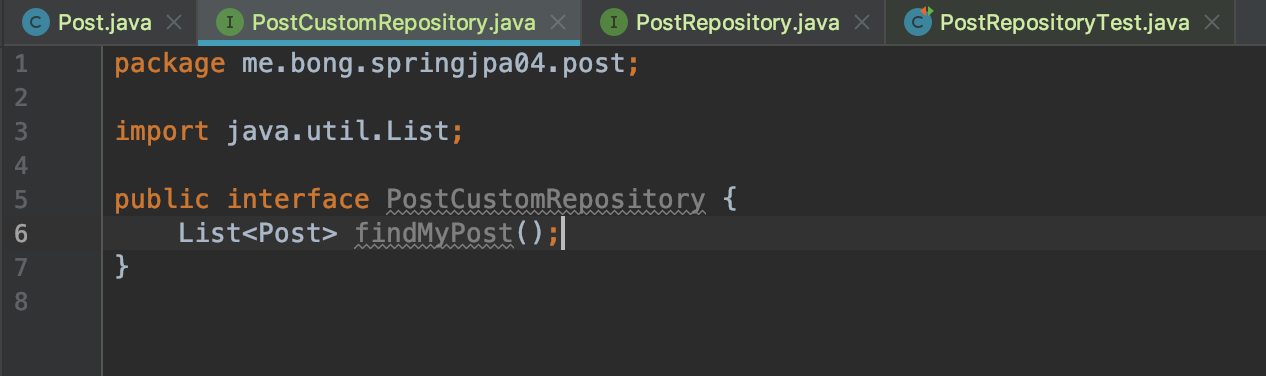 Post.java PostCustomRepository.java PostRepository.java PostRepositoryTest.java
1 package me.bong.springjpa04.post;
2
3 import java.util.List;
4
5 public interface PostCustomRepository {
6     List<Post> findMyPost();
7 }
8